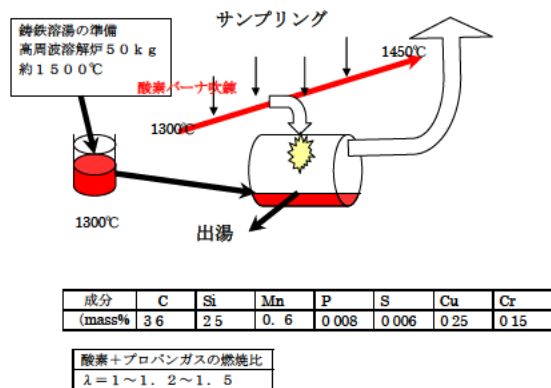 サンプリング
鋳鉄溶湯の準備
高周波溶解炉50kg
約1500℃
1450℃
酸素バーナ吹錬
1300℃
1300℃
出湯
成分 C Si Mn P S Cu Cr
(mass% 3 6 2 5 0. 6 0 008 0 006 0 25 0 15
酸素+プロパンガスの燃焼比
λ=1~1. 2~1. 5